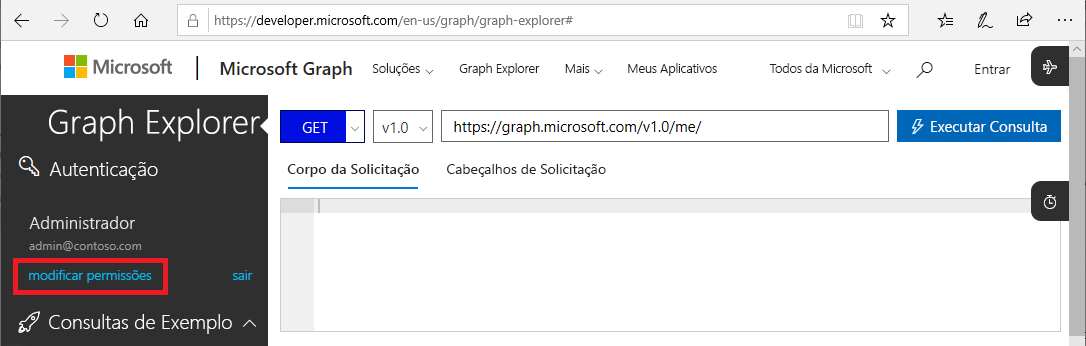 https://developer.microsoft.com/en-us/graph/graph-explorer#
Microsoft | Microsoft Graph Soluções Graph Explorer Mais Meus Aplicativos Todos da Microsoft Entrar
Graph Explorer
GET v1.0 https://graph.microsoft.com/v1.0/me/ Executar Consulta
Autenticação
Corpo da Solicitação Cabeçalhos de Solicitação
Administrador
admin@contoso.com
modificar permissões sair
Consultas de Exemplo